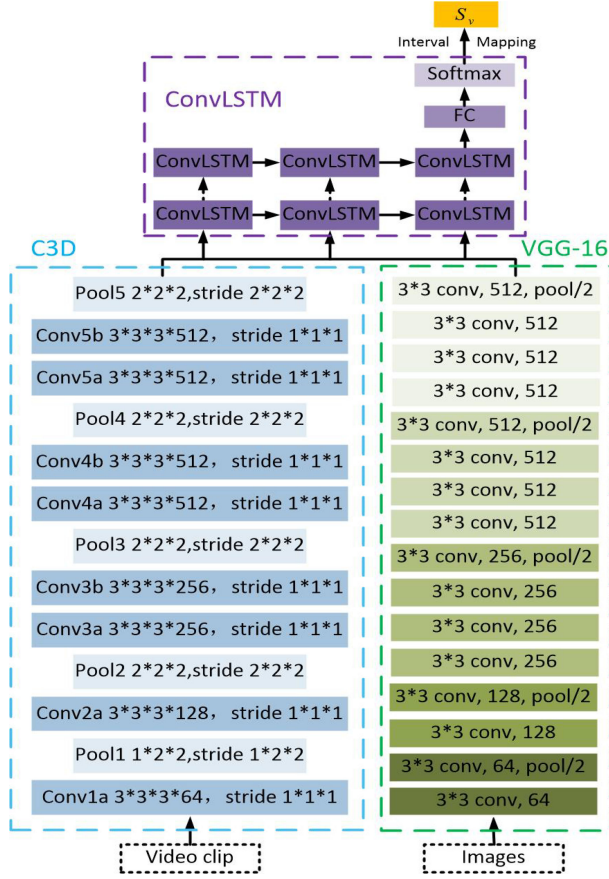 S_v
Interval Mapping
Softmax
ConvLSTM
FC
ConvLSTM ConvLSTM ConvLSTM
ConvLSTM ConvLSTM ConvLSTM
C3D
Pool5 2*2*2,stride 2*2*2
Conv5b 3*3*3*512, stride 1*1*1
Conv5a 3*3*3*512, stride 1*1*1
Pool4 2*2*2,stride 2*2*2
Conv4b 3*3*3*512, stride 1*1*1
Conv4a 3*3*3*512, stride 1*1*1
Pool3 2*2*2,stride 2*2*2
Conv3b 3*3*3*256, stride 1*1*1
Conv3a 3*3*3*256, stride 1*1*1
Pool2 2*2*2,stride 2*2*2
Conv2a 3*3*3*128, stride 1*1*1
Pool1 1*2*2,stride 1*2*2
Conv1a 3*3*3*64, stride 1*1*1
Video clip
VGG-16
3*3 conv, 512, pool/2
3*3 conv, 512
3*3 conv, 512
3*3 conv, 512
3*3 conv, 512, pool/2
3*3 conv, 512
3*3 conv, 512
3*3 conv, 512
3*3 conv, 256, pool/2
3*3 conv, 256
3*3 conv, 256
3*3 conv, 256
3*3 conv, 128, pool/2
3*3 conv, 128
3*3 conv, 64, pool/2
3*3 conv, 64
Images